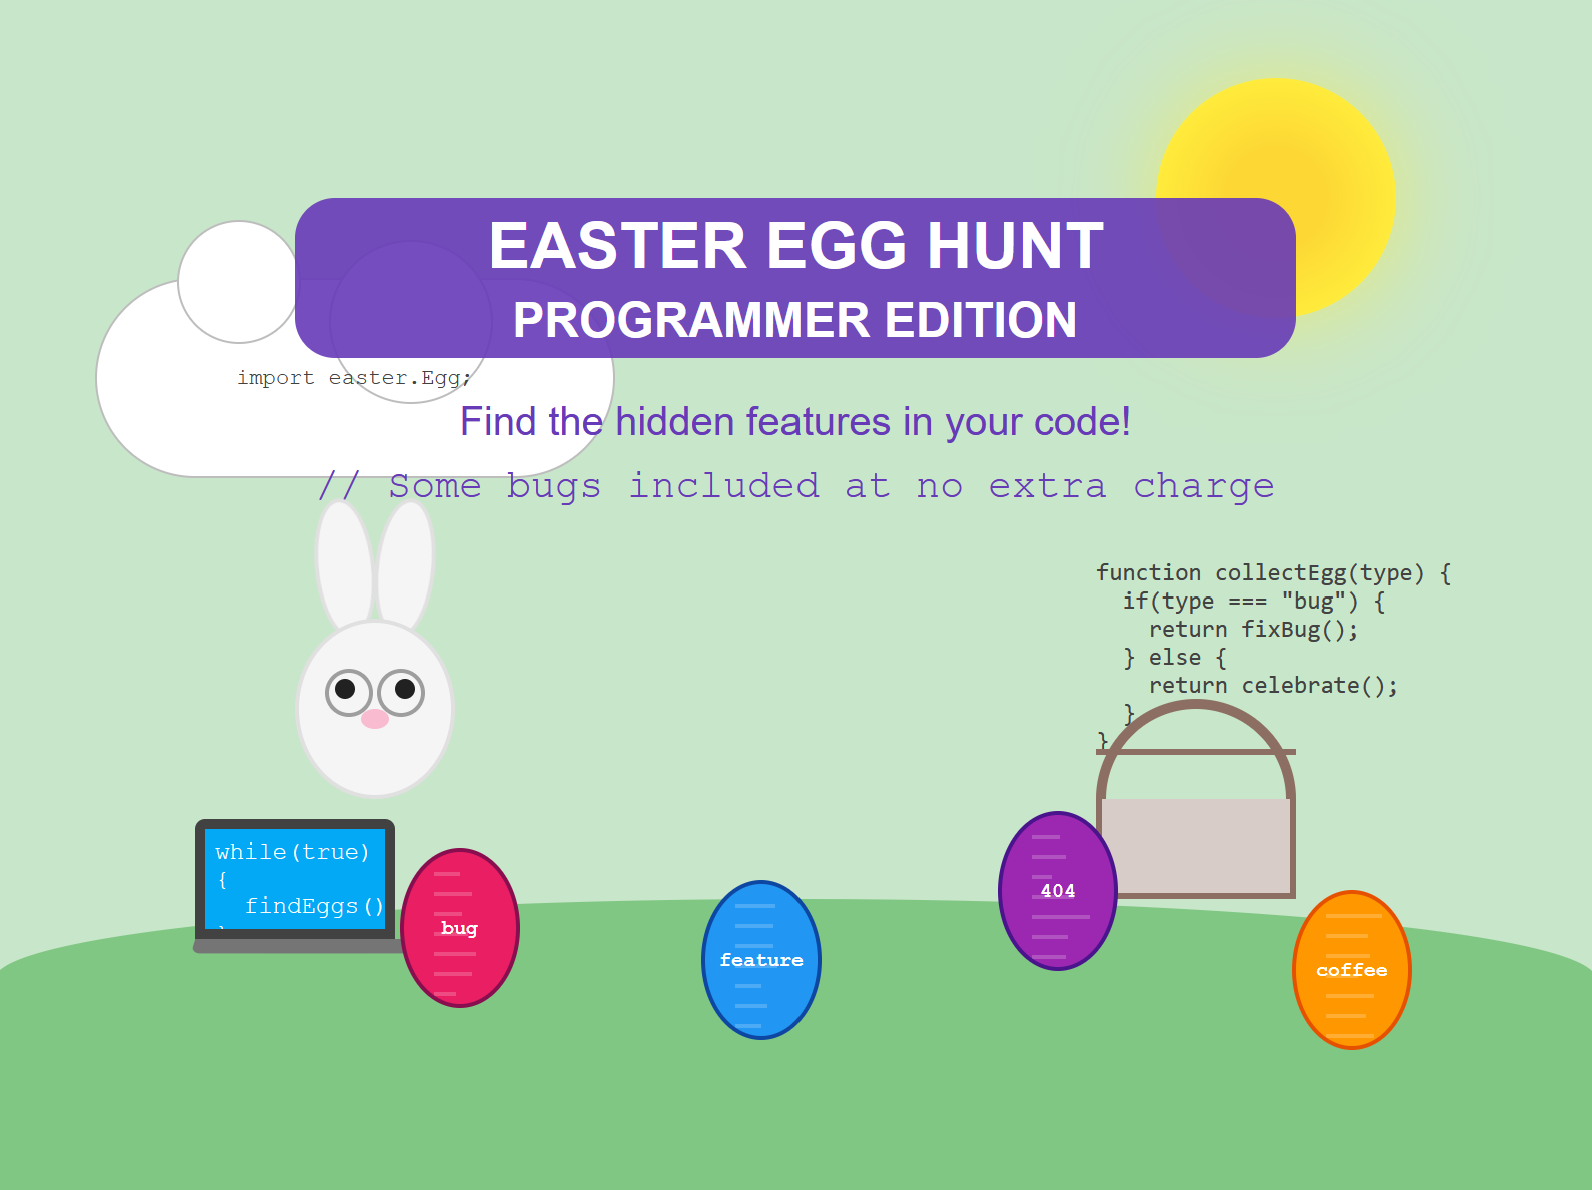 EASTER EGG HUNT
PROGRAMMER EDITION
import easter.Egg;
Find the hidden features in your code!
// Some bugs included at no extra charge
function collectEgg(type) {
  if(type === "bug") {
    return fixBug();
  } else {
    return celebrate();
  }
}
while(true)
{
  findEggs()
bug
feature
404
coffee